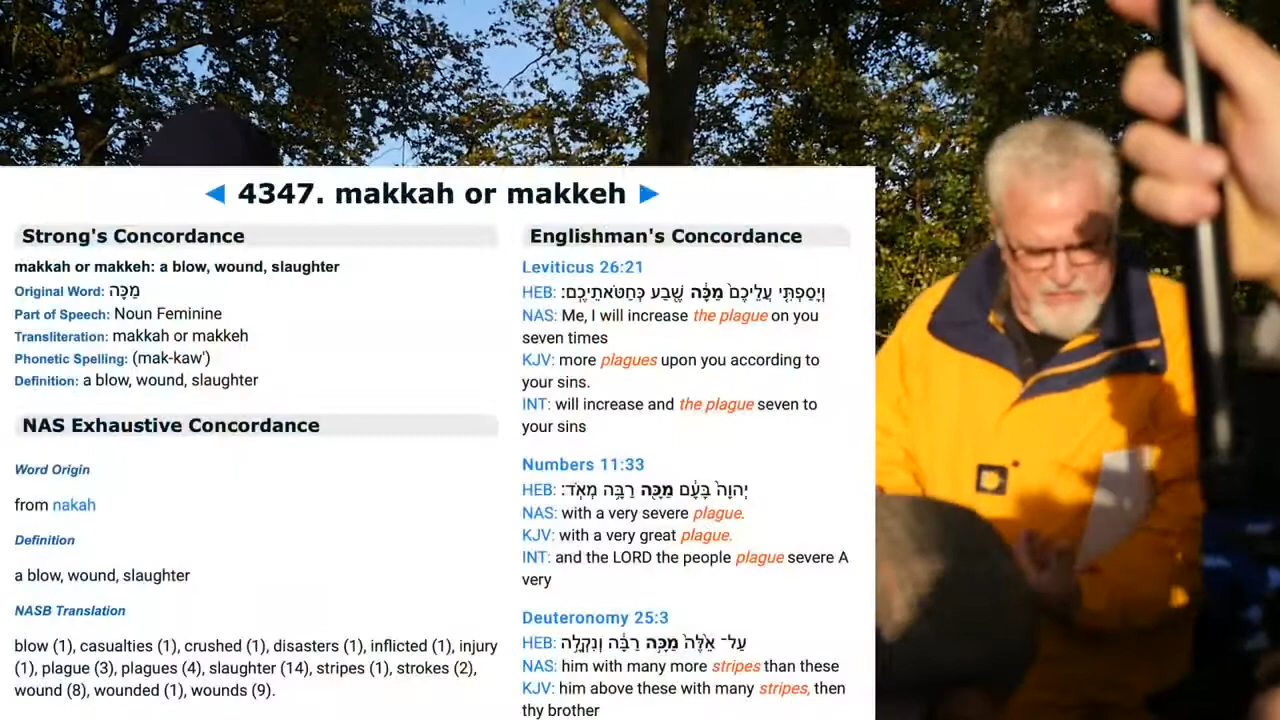 ◀ 4347. makkah or makkeh ▶
Strong's Concordance
makkah or makkeh: a blow, wound, slaughter
Original Word: מַכָּה
Part of Speech: Noun Feminine
Transliteration: makkah or makkeh
Phonetic Spelling: (mak-kaw')
Definition: a blow, wound, slaughter
NAS Exhaustive Concordance
Word Origin
from nakah
Definition
a blow, wound, slaughter
NASB Translation
blow (1), casualties (1), crushed (1), disasters (1), inflicted (1), injury
(1), plague (3), plagues (4), slaughter (14), stripes (1), strokes (2),
wound (8), wounded (1), wounds (9).
Englishman's Concordance
Leviticus 26:21
HEB: וְיָסַפְתִּ֤י עֲלֵיכֶם֙ מַכָּ֔ה שֶׁ֖בַע כְּחַטֹּאתֵיכֶֽם׃
NAS: Me, I will increase the plague on you
seven times
KJV: more plagues upon you according to
your sins.
INT: will increase and the plague seven to
your sins
Numbers 11:33
HEB: יְהוָה֙ בָּעָ֔ם מַכָּ֖ה רַבָּ֥ה מְאֹֽד׃
NAS: with a very severe plague.
KJV: with a very great plague.
INT: and the LORD the people plague severe A
very
Deuteronomy 25:3
HEB: עַל־ אֵ֙לֶּה֙ מַכָּ֣ה רַבָּ֔ה וְנִקְלָ֥ה
NAS: him with many more stripes than these
KJV: him above these with many stripes, then
thy brother